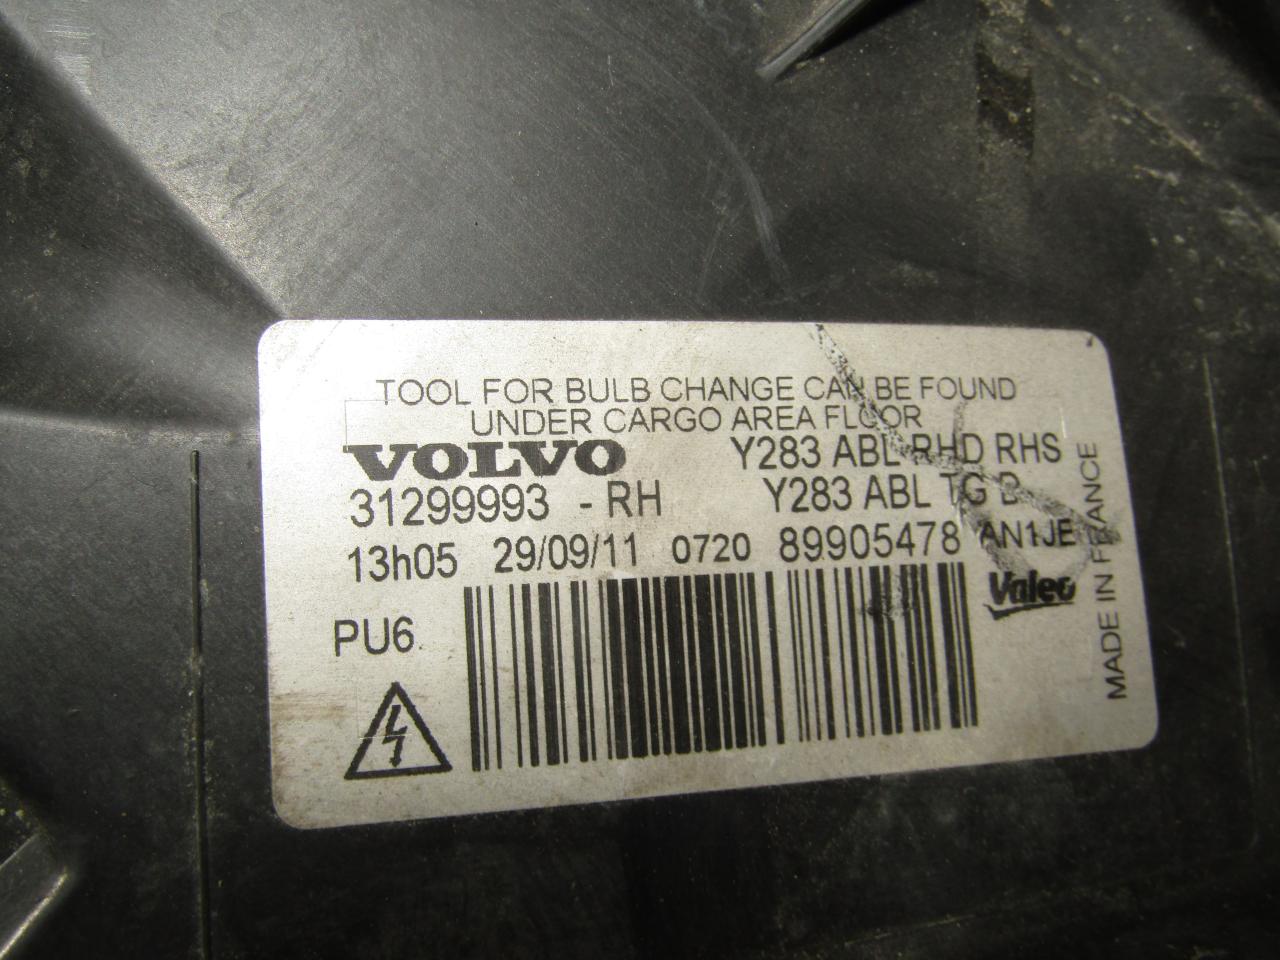 TOOL FOR BULB CHANGE CAN BE FOUND
UNDER CARGO AREA FLOOR
VOLVO Y283 ABL RHD RHS
31299993 - RH Y283 ABL TG D
13h05 29/09/11 0720 89905478 AN1JE
PU6
Valeo
MADE IN FRANCE